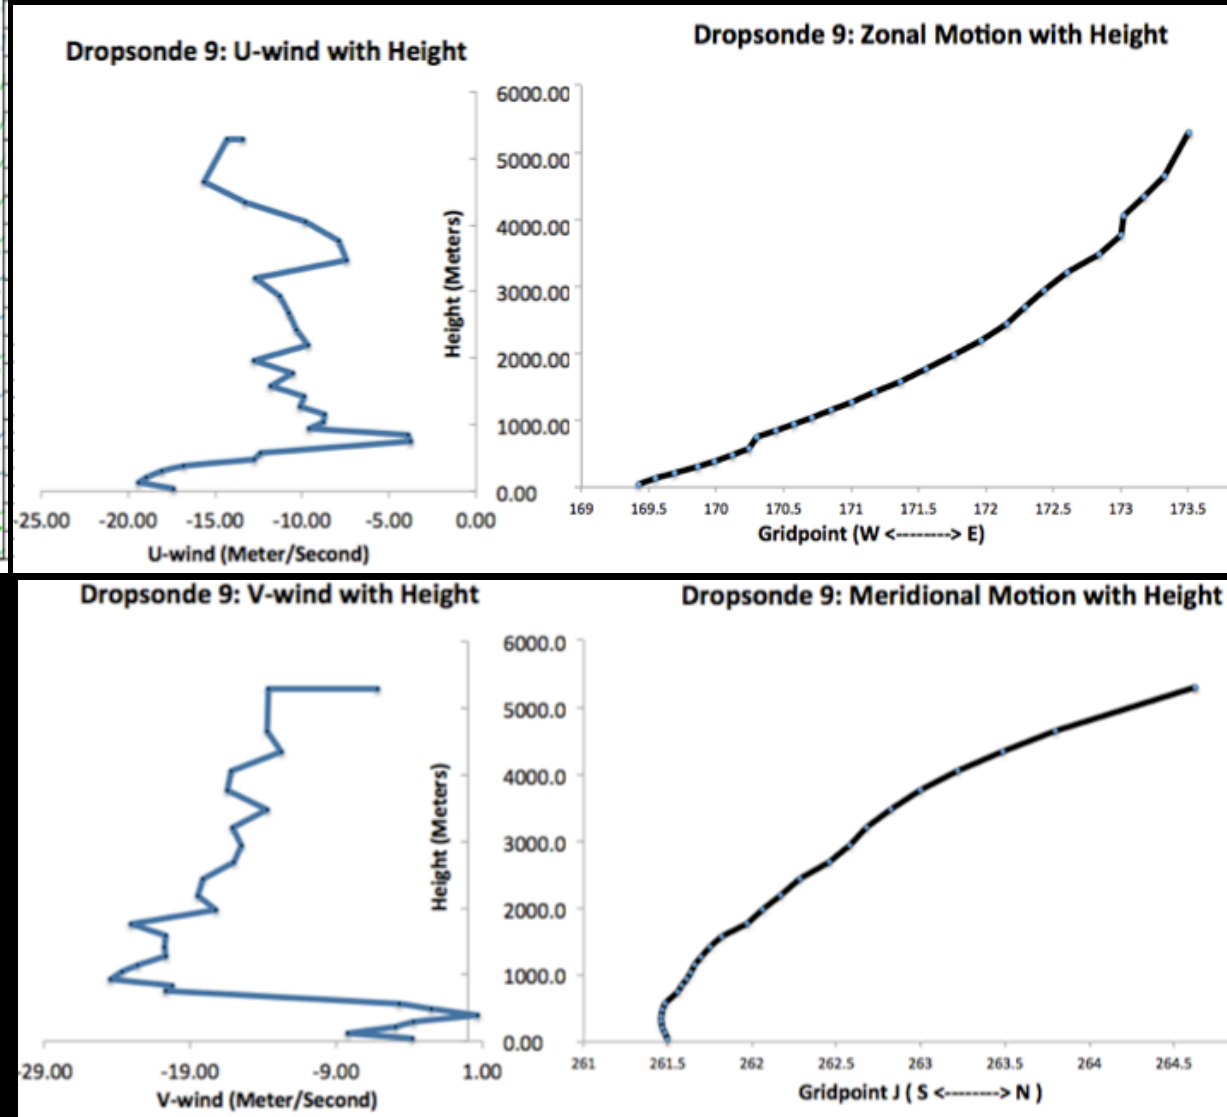 Dropsonde 9: U-wind with Height
6000.00
5000.00
4000.00
3000.00
2000.00
1000.00
0.00
Height (Meters)
-25.00 -20.00 -15.00 -10.00 -5.00 0.00
U-wind (Meter/Second)
Dropsonde 9: Zonal Motion with Height
169 169.5 170 170.5 171 171.5 172 172.5 173 173.5
Gridpoint (W <--------> E)
Dropsonde 9: V-wind with Height
6000.0
5000.0
4000.0
3000.0
2000.0
1000.0
0.00
Height (Meters)
-29.00 -19.00 -9.00 1.00
V-wind (Meter/Second)
Dropsonde 9: Meridional Motion with Height
261 261.5 262 262.5 263 263.5 264 264.5
Gridpoint J ( S <--------> N )